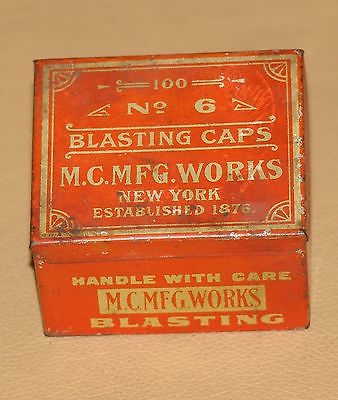 100
No 6
BLASTING CAPS
M.C.MFG.WORKS
NEW YORK
ESTABLISHED 1876.
HANDLE WITH CARE
M.C.MFG.WORKS
BLASTING